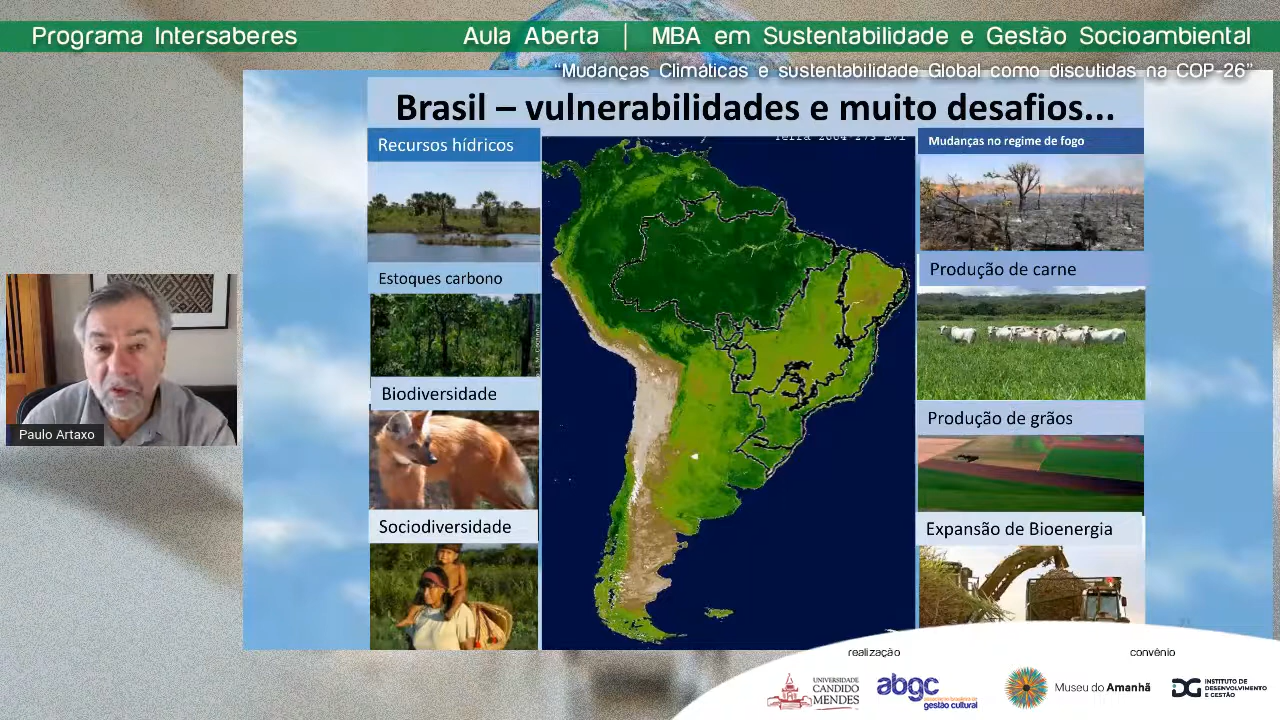 Programa Intersaberes
Aula Aberta | MBA em Sustentabilidade e Gestão Socioambiental
“Mudanças Climáticas e sustentabilidade Global como discutidas na COP-26”
Brasil – vulnerabilidades e muito desafios...
Recursos hídricos
Estoques carbono
Biodiversidade
Sociodiversidade
Mudanças no regime de fogo
Produção de carne
Produção de grãos
Expansão de Bioenergia
Paulo Artaxo
realização
convênio
UNIVERSIDADE
CANDIDO
MENDES
abgc
gestão cultural
Museu do Amanhã
INSTITUTO DE
DESENVOLVIMENTO
E GESTÃO